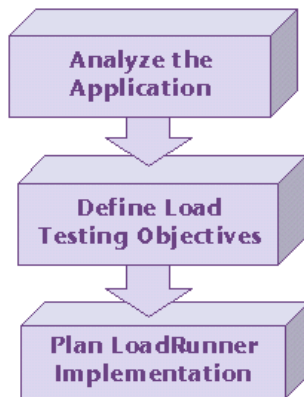 Analyze the
Application
Define Load
Testing Objectives
Plan LoadRunner
Implementation